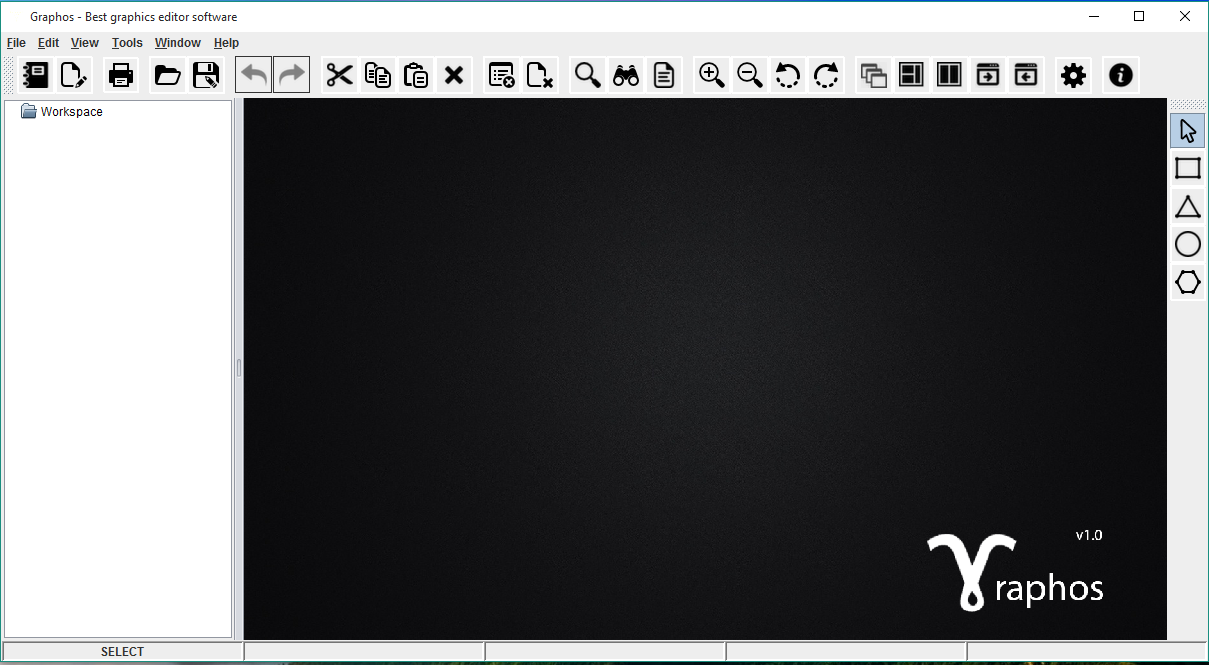 Graphos - Best graphics editor software
File Edit View Tools Window Help
Workspace
v1.0
raphos
SELECT